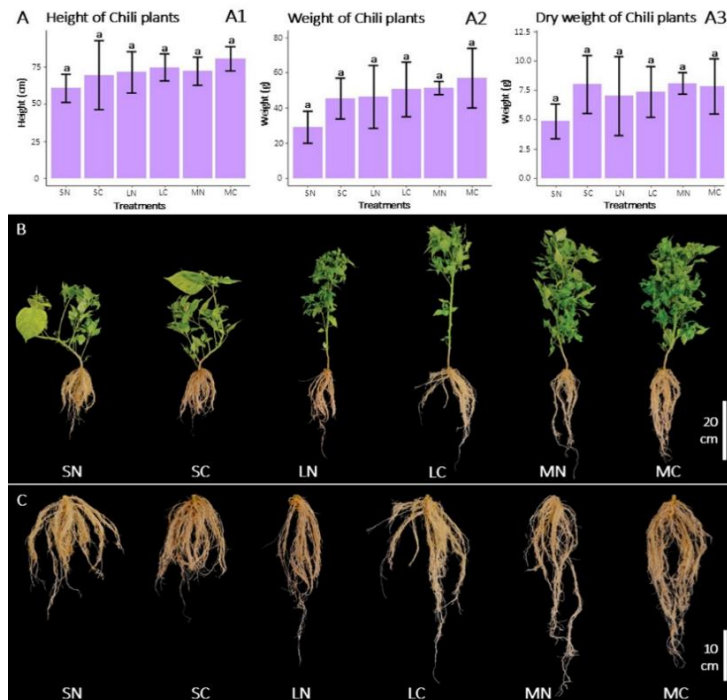 A Height of Chili plants A1
a a a a a a
Height (cm)
75
50
25
0
SN SC LN LC MN MC
Treatments
Weight of Chili plants A2
a a a a a a
Weight (g)
80
60
40
20
0
SN SC LN LC MN MC
Treatments
Dry weight of Chili plants A3
a a a a a a
Weight (g)
12.5
10.0
7.5
5.0
2.5
0.0
SN SC LN LC MN MC
Treatments
B
20
cm
SN SC LN LC MN MC
C
10
cm
SN SC LN LC MN MC